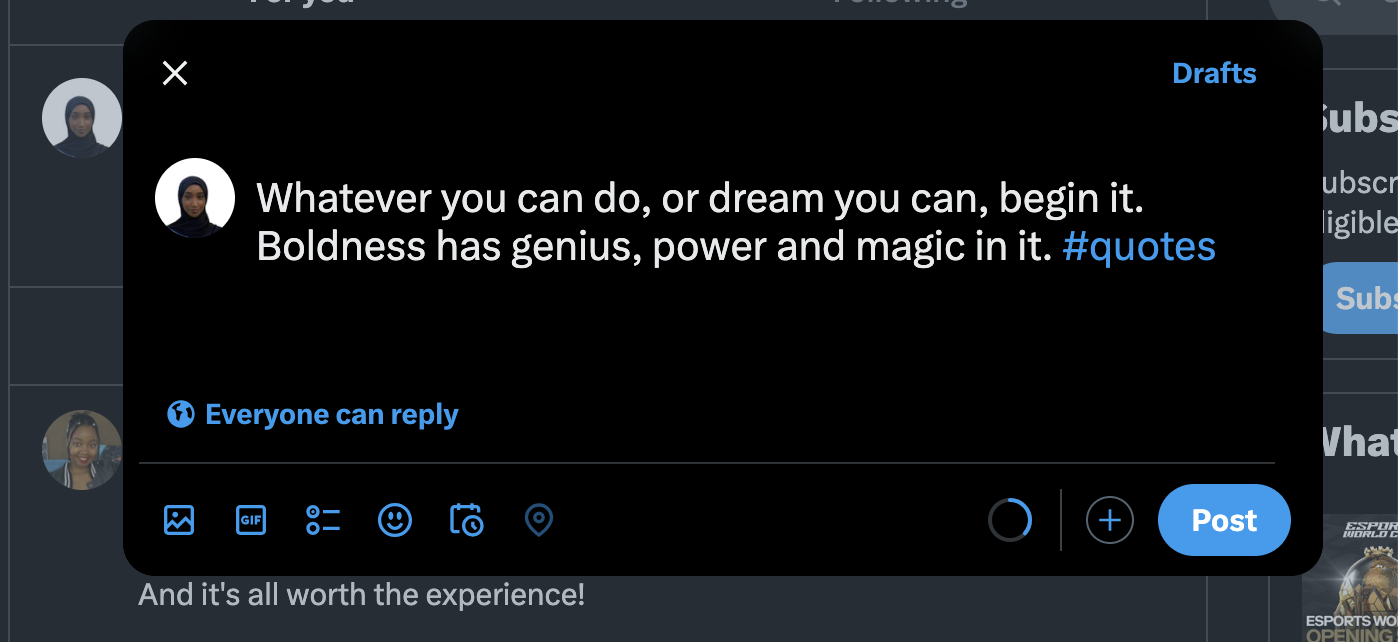 For you
Following
Drafts
Whatever you can do, or dream you can, begin it.
Boldness has genius, power and magic in it. #quotes
Everyone can reply
GIF
Post
And it's all worth the experience!
Subs
ubscr
ligible
Subs
What
ESPOR
WORLD C
ESPORTS WO
OPENING